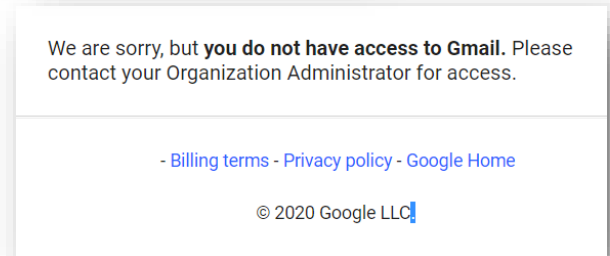 We are sorry, but you do not have access to Gmail. Please
contact your Organization Administrator for access.
- Billing terms - Privacy policy - Google Home
© 2020 Google LLC.